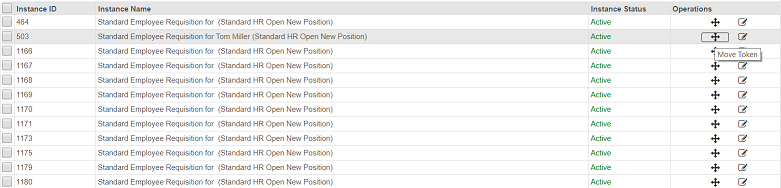 Instance ID Instance Name Instance Status Operations
464 Standard Employee Requisition for (Standard HR Open New Position) Active
503 Standard Employee Requisition for Tom Miller (Standard HR Open New Position) Active
1166 Standard Employee Requisition for (Standard HR Open New Position) Active
Move Token
1167 Standard Employee Requisition for (Standard HR Open New Position) Active
1168 Standard Employee Requisition for (Standard HR Open New Position) Active
1169 Standard Employee Requisition for (Standard HR Open New Position) Active
1170 Standard Employee Requisition for (Standard HR Open New Position) Active
1171 Standard Employee Requisition for (Standard HR Open New Position) Active
1173 Standard Employee Requisition for (Standard HR Open New Position) Active
1175 Standard Employee Requisition for (Standard HR Open New Position) Active
1179 Standard Employee Requisition for (Standard HR Open New Position) Active
1180 Standard Employee Requisition for (Standard HR Open New Position) Active